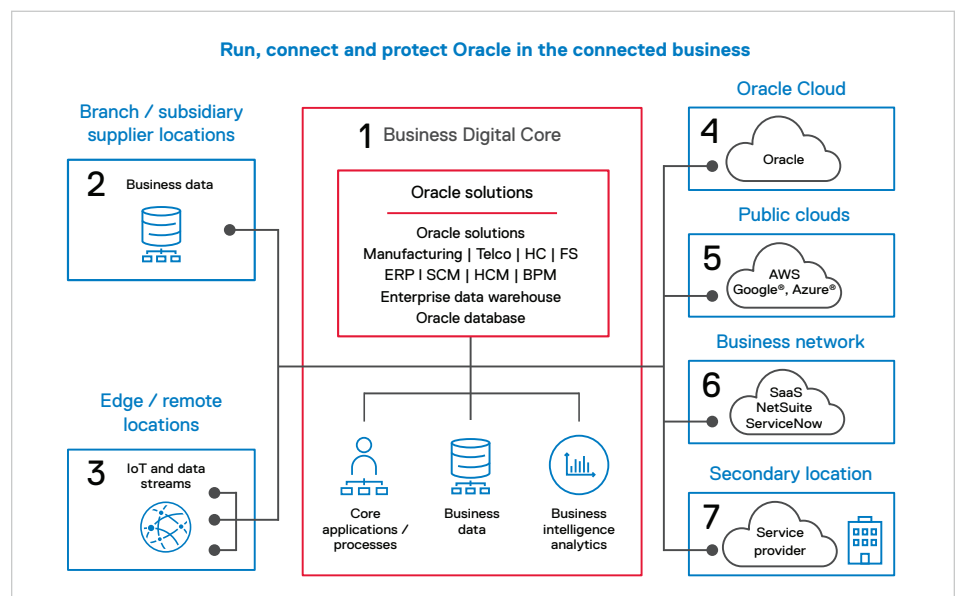 Run, connect and protect Oracle in the connected business
Branch / subsidiary
supplier locations
2
Business data
Edge / remote
locations
3
IoT and data
streams
1 Business Digital Core
Oracle solutions
Oracle solutions
Manufacturing | Telco | HC | FS
ERP I SCM | HCM | BPM
Enterprise data warehouse
Oracle database
Core
applications /
processes
Business
data
Business
intelligence
analytics
Oracle Cloud
4
Oracle
Public clouds
5
AWS
Google®, Azure®
Business network
6
SaaS
NetSuite
ServiceNow
Secondary location
7
Service
provider